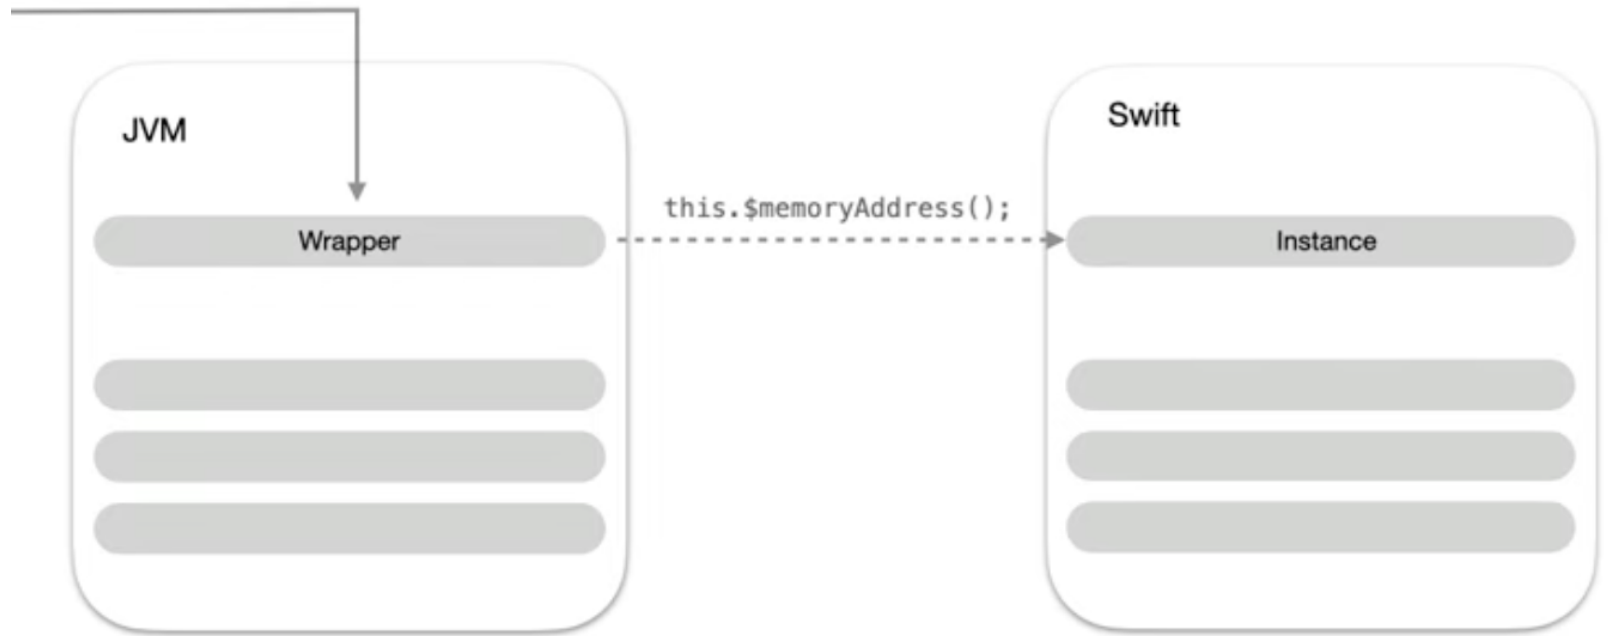 JVM
Swift
this.$memoryAddress();
Wrapper
Instance